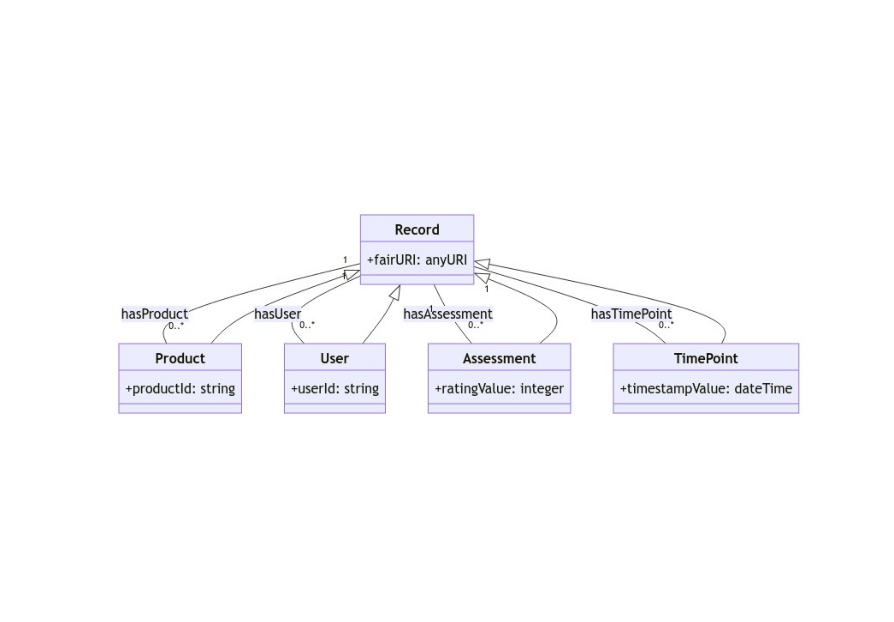 Record
+fairURI: anyURI
1
1
1
1
hasProduct
hasUser
hasAssessment
hasTimePoint
0..*
0..*
0..*
0..*
Product
User
Assessment
TimePoint
+productId: string
+userId: string
+ratingValue: integer
+timestampValue: dateTime